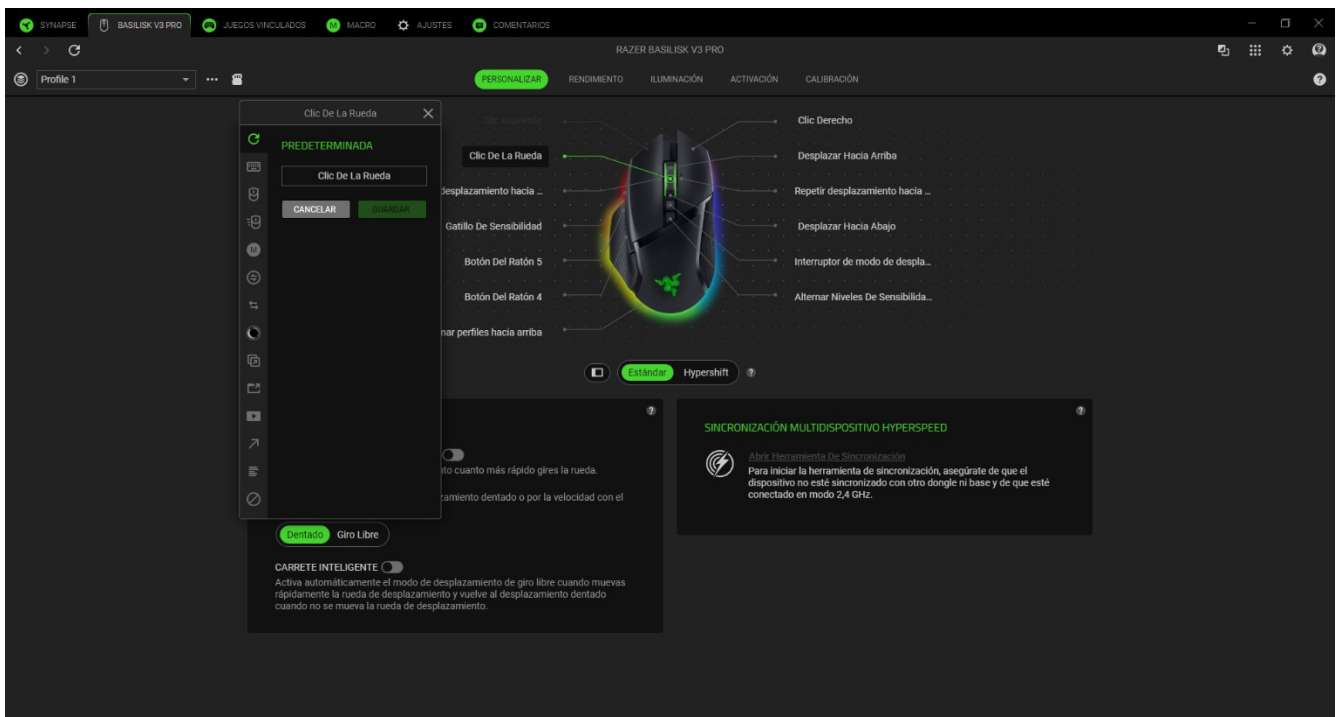 SYNAPSE
BASILISK V3 PRO
JUEGOS VINCULADOS
MACRO
AJUSTES
COMENTARIOS
RAZER BASILISK V3 PRO
Profile 1
PERSONALIZAR
RENDIMIENTO
ILUMINACIÓN
ACTIVACIÓN
CALIBRACIÓN
Clic De La Rueda
PREDETERMINADA
Clic De La Rueda
CANCELAR
GUARDAR
Clic Izquierdo
Clic De La Rueda
desplazamiento hacia ...
Gatillo De Sensibilidad
Botón Del Ratón 5
Botón Del Ratón 4
nar perfiles hacia arriba
Clic Derecho
Desplazar Hacia Arriba
Repetir desplazamiento hacia ...
Desplazar Hacia Abajo
Interruptor de modo de despla...
Alternar Niveles De Sensibilida...
Estándar
Hypershift
to cuanto más rápido gires la rueda.
zamiento dentado o por la velocidad con el
Dentado
Giro Libre
CARRETE INTELIGENTE
Activa automáticamente el modo de desplazamiento de giro libre cuando muevas
rápidamente la rueda de desplazamiento y vuelve al desplazamiento dentado
cuando no se mueva la rueda de desplazamiento.
SINCRONIZACIÓN MULTIDISPOSITIVO HYPERSPEED
Abrir Herramienta De Sincronización
Para iniciar la herramienta de sincronización, asegúrate de que el
dispositivo no esté sincronizado con otro dongle ni base y de que esté
conectado en modo 2,4 GHz.